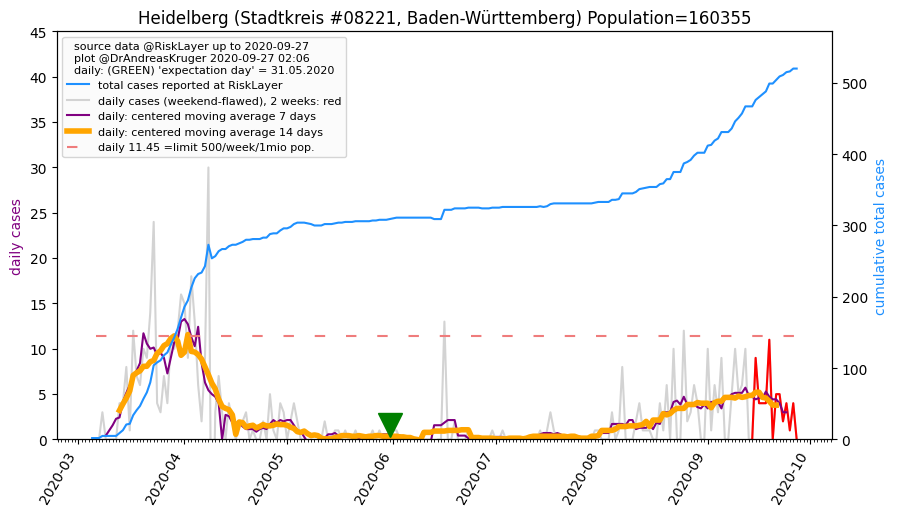 Heidelberg (Stadtkreis #08221, Baden-Württemberg) Population=160355
source data @RiskLayer up to 2020-09-27
plot @DrAndreasKruger 2020-09-27 02:06
daily: (GREEN) 'expectation day' = 31.05.2020
total cases reported at RiskLayer
daily cases (weekend-flawed), 2 weeks: red
daily: centered moving average 7 days
daily: centered moving average 14 days
daily 11.45 =limit 500/week/1mio pop.
daily cases
45
40
35
30
25
20
15
10
5
0
cumulative total cases
500
400
300
200
100
0
2020-03
2020-04
2020-05
2020-06
2020-07
2020-08
2020-09
2020-10